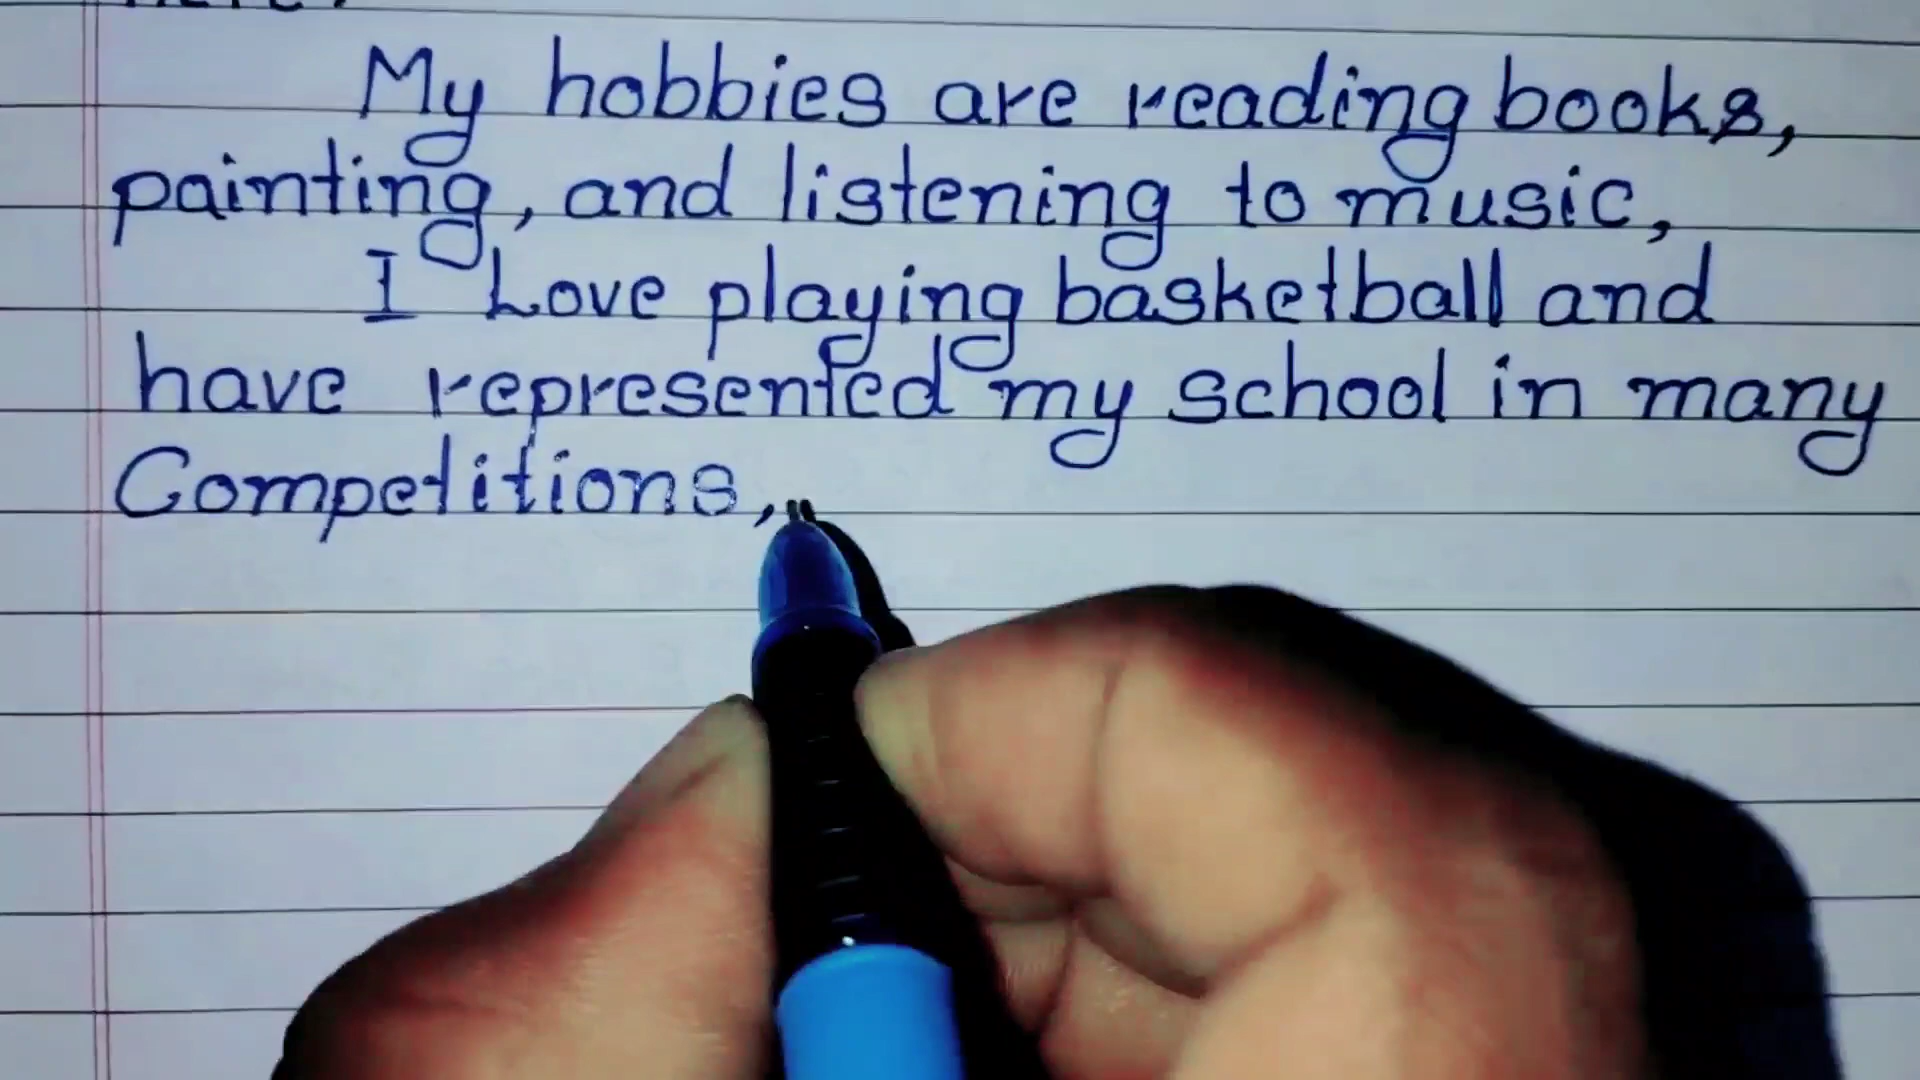 My hobbies are reading books,
painting, and listening to music,
I Love playing basketball and
have represented my school in many
Competitions,